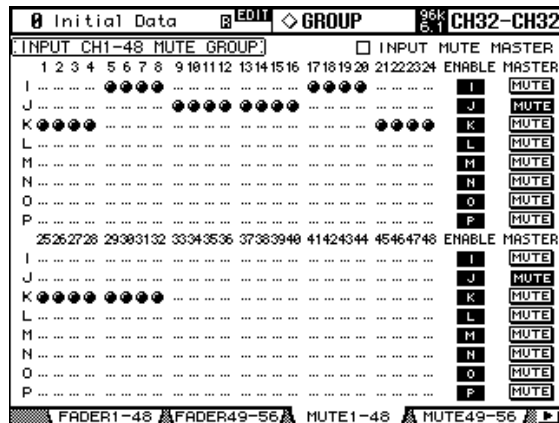 0 Initial Data EDIT GROUP 96k 5.1 CH32-CH32
INPUT CH1-48 MUTE GROUP INPUT MUTE MASTER
1 2 3 4 5 6 7 8 9 10 11 12 13 14 15 16 17 18 19 20 21 22 23 24 ENABLE MASTER
I I MUTE
J J MUTE
K K MUTE
L L MUTE
M M MUTE
N N MUTE
O O MUTE
P P MUTE
25 26 27 28 29 30 31 32 33 34 35 36 37 38 39 40 41 42 43 44 45 46 47 48 ENABLE MASTER
I I MUTE
J J MUTE
K K MUTE
L L MUTE
M M MUTE
N N MUTE
O O MUTE
P P MUTE
FADER1-48 FADER49-56 MUTE1-48 MUTE49-56